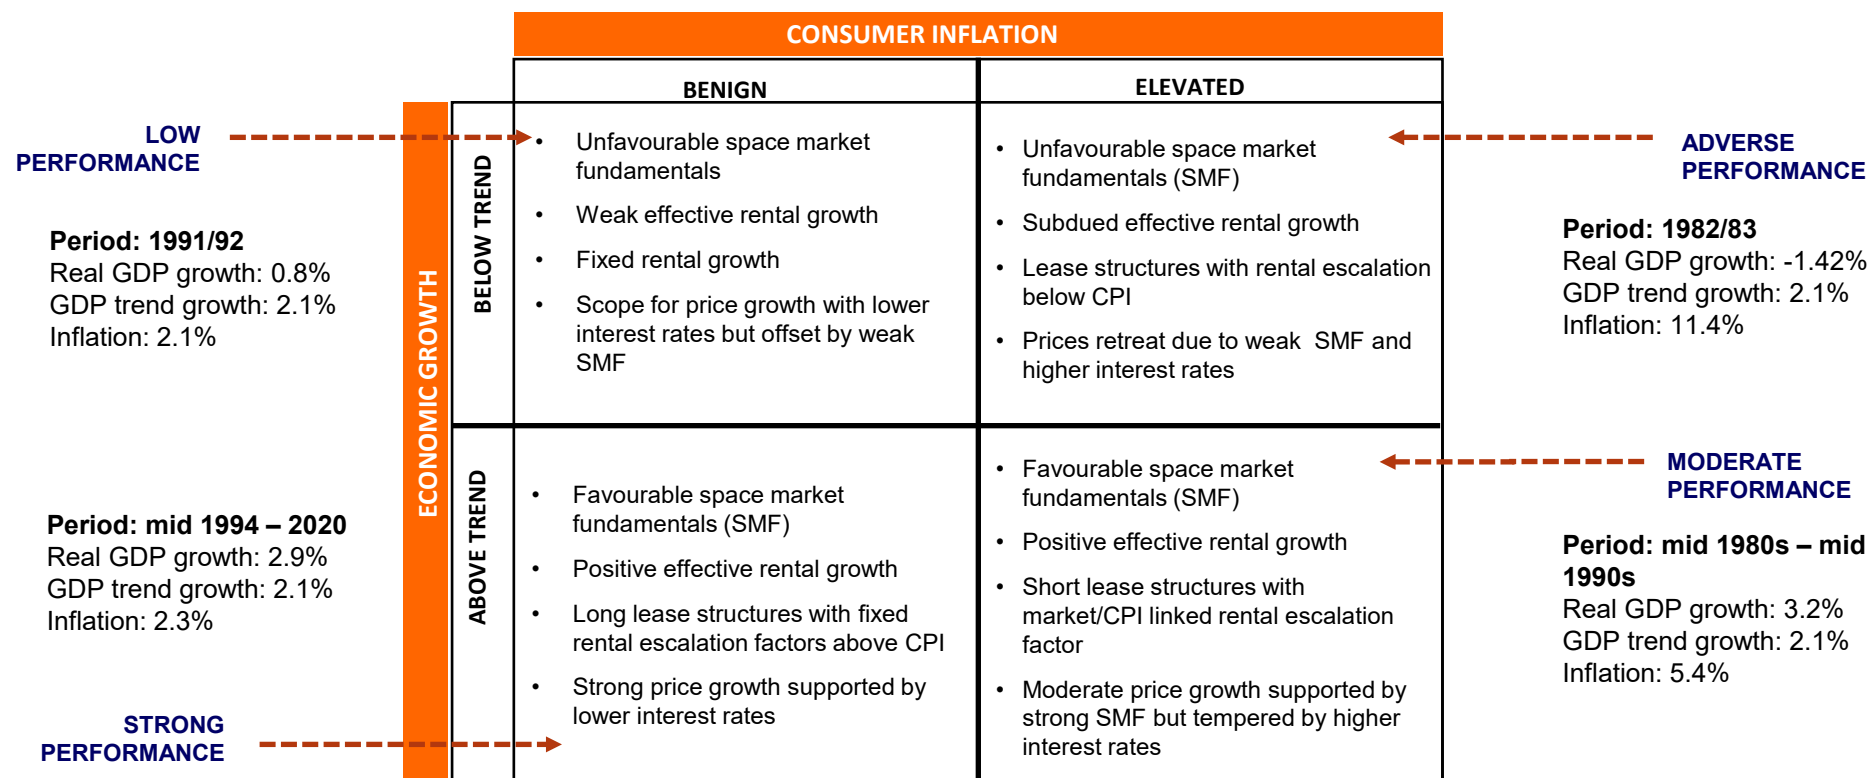 CONSUMER INFLATION
BENIGN
ELEVATED
ECONOMIC GROWTH
BELOW TREND
ABOVE TREND
LOW
PERFORMANCE
Period: 1991/92
Real GDP growth: 0.8%
GDP trend growth: 2.1%
Inflation: 2.1%
• Unfavourable space market
fundamentals
• Weak effective rental growth
• Fixed rental growth
• Scope for price growth with lower
interest rates but offset by weak
SMF
• Unfavourable space market
fundamentals (SMF)
• Subdued effective rental growth
• Lease structures with rental escalation
below CPI
• Prices retreat due to weak SMF and
higher interest rates
ADVERSE
PERFORMANCE
Period: 1982/83
Real GDP growth: -1.42%
GDP trend growth: 2.1%
Inflation: 11.4%
Period: mid 1994 – 2020
Real GDP growth: 2.9%
GDP trend growth: 2.1%
Inflation: 2.3%
STRONG
PERFORMANCE
• Favourable space market
fundamentals (SMF)
• Positive effective rental growth
• Long lease structures with fixed
rental escalation factors above CPI
• Strong price growth supported by
lower interest rates
• Favourable space market
fundamentals (SMF)
• Positive effective rental growth
• Short lease structures with
market/CPI linked rental escalation
factor
• Moderate price growth supported by
strong SMF but tempered by higher
interest rates
MODERATE
PERFORMANCE
Period: mid 1980s – mid
1990s
Real GDP growth: 3.2%
GDP trend growth: 2.1%
Inflation: 5.4%